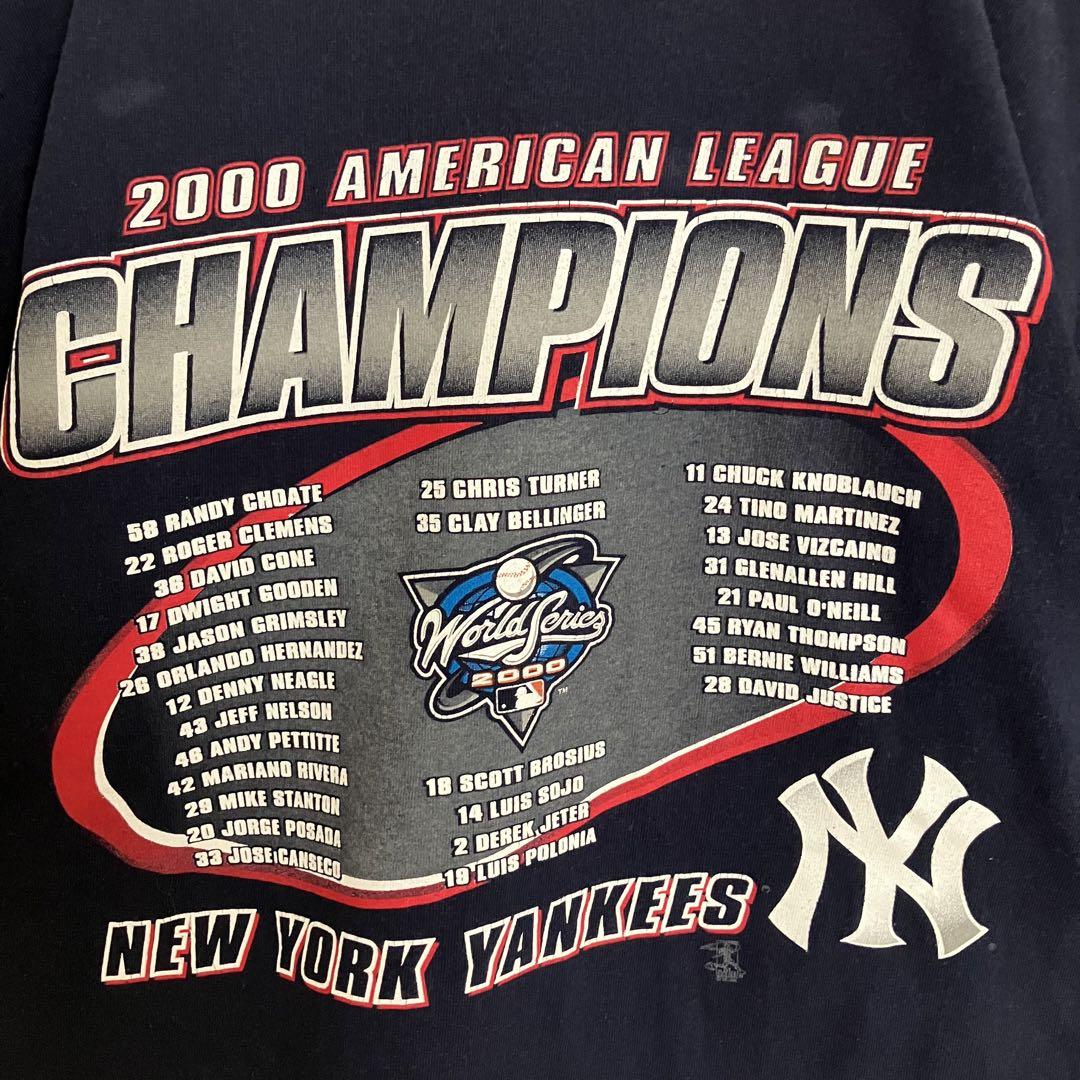 2000 AMERICAN LEAGUE
CHAMPIONS
58 RANDY CHOATE
22 ROGER CLEMENS
36 DAVID CONE
17 DWIGHT GOODEN
38 JASON GRIMSLEY
26 ORLANDO HERNANDEZ
12 DENNY NEAGLE
43 JEFF NELSON
46 ANDY PETTITTE
42 MARIANO RIVERA
29 MIKE STANTON
20 JORGE POSADA
33 JOSE CANSECO
25 CHRIS TURNER
35 CLAY BELLINGER
World Series
2000
TM
18 SCOTT BROSIUS
14 LUIS SOJO
2 DEREK JETER
19 LUIS POLONIA
11 CHUCK KNOBLAUCH
24 TINO MARTINEZ
13 JOSE VIZCAINO
31 GLENALLEN HILL
21 PAUL O'NEILL
45 RYAN THOMPSON
51 BERNIE WILLIAMS
28 DAVID JUSTICE
NEW YORK YANKEES
NY